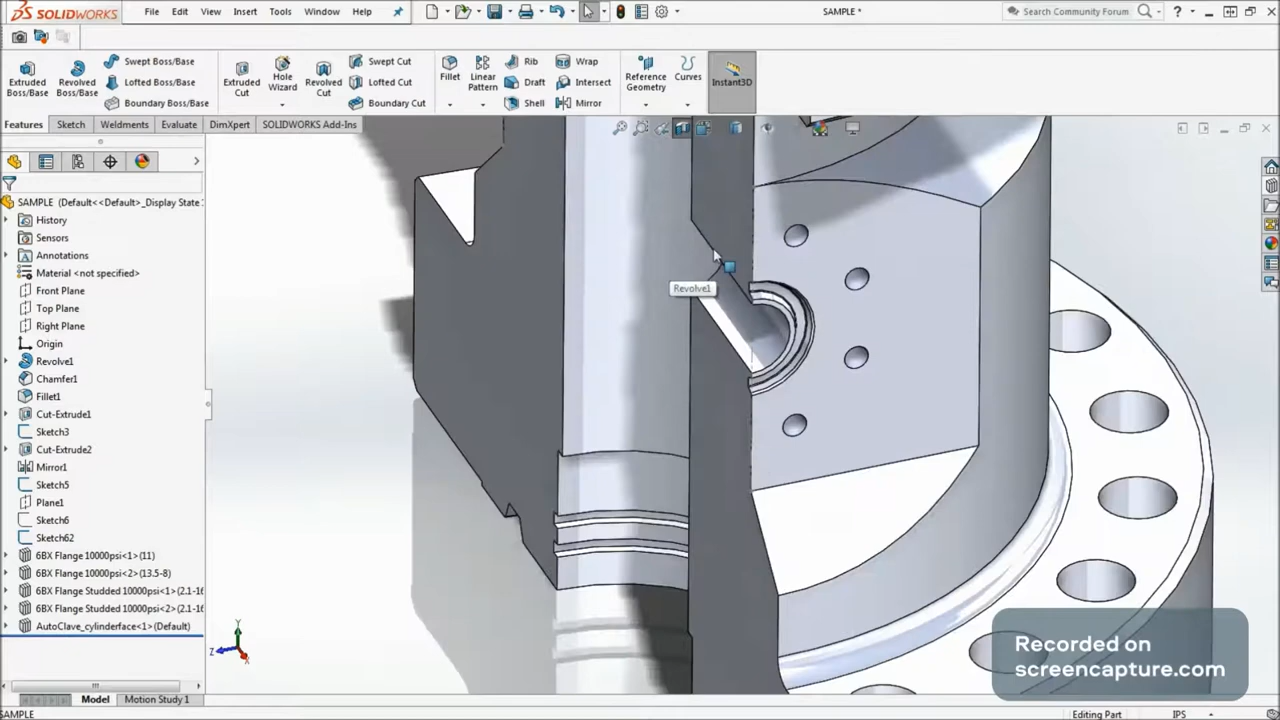 SOLIDWORKS File Edit View Insert Tools Window Help SAMPLE * Search Community Forum
Extruded Boss/Base
Revolved Boss/Base
Swept Boss/Base
Lofted Boss/Base
Boundary Boss/Base
Extruded Cut
Hole Wizard
Revolved Cut
Swept Cut
Lofted Cut
Boundary Cut
Fillet
Linear Pattern
Rib
Draft
Shell
Wrap
Intersect
Mirror
Reference Geometry
Curves
Instant3D
Features Sketch Weldments Evaluate DimXpert SOLIDWORKS Add-Ins
SAMPLE (Default<<Default>_Display State
History
Sensors
Annotations
Material <not specified>
Front Plane
Top Plane
Right Plane
Origin
Revolve1
Chamfer1
Fillet1
Cut-Extrude1
Sketch3
Cut-Extrude2
Mirror1
Sketch5
Plane1
Sketch6
Sketch62
6BX Flange 10000psi<1> (11)
6BX Flange 10000psi<2> (13.5-8)
6BX Flange Studded 10000psi<1> (2.1-16
6BX Flange Studded 10000psi<2> (2.1-16
AutoClave_cylinderface<1> (Default)
Revolve1
Y
Z
X
Recorded on
screencapture.com
Model Motion Study 1
SAMPLE Editing Part IPS